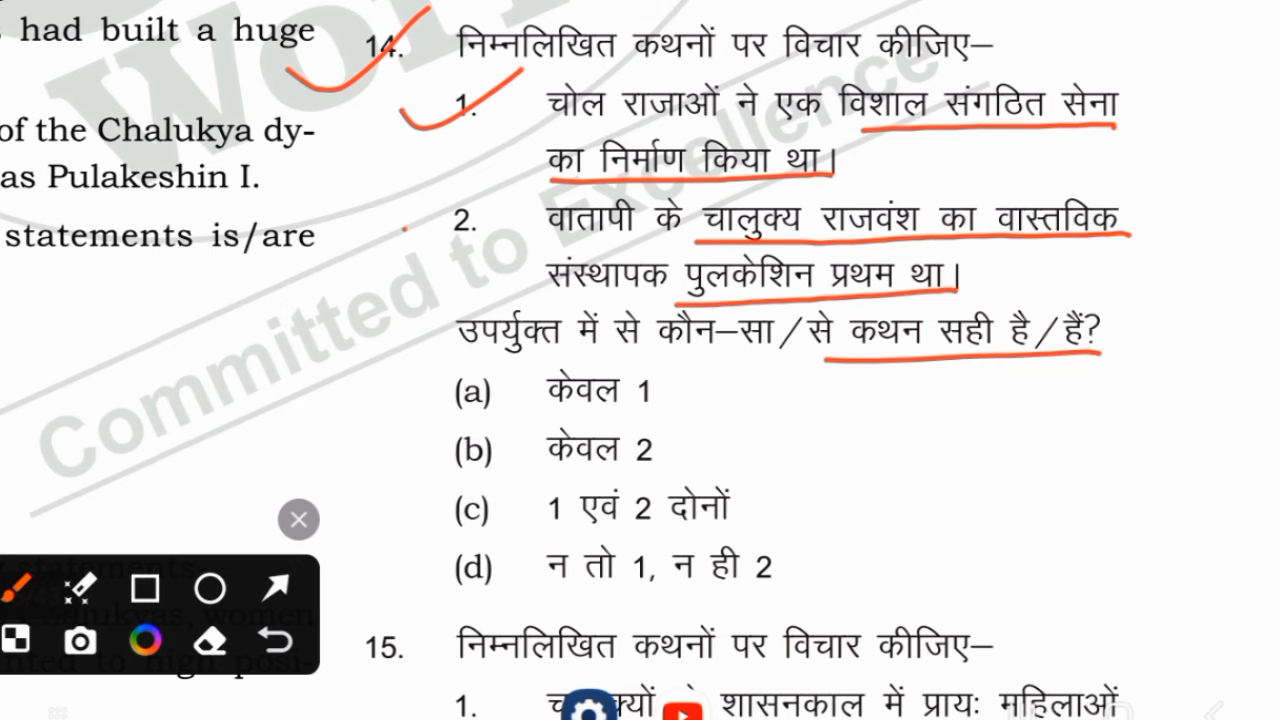 had built a huge
of the Chalukya dy-
as Pulakeshin I.
statements is/are
14. निम्नलिखित कथनों पर विचार कीजिए–
1. चोल राजाओं ने एक विशाल संगठित सेना
का निर्माण किया था।
2. वातापी के चालुक्य राजवंश का वास्तविक
संस्थापक पुलकेशिन प्रथम था।
उपर्युक्त में से कौन–सा/से कथन सही है/हैं?
(a) केवल 1
(b) केवल 2
(c) 1 एवं 2 दोनों
(d) न तो 1, न ही 2
15. निम्नलिखित कथनों पर विचार कीजिए–
1. शासनकाल में प्रायः महिलाओं
Committed to Excellence
statements
women